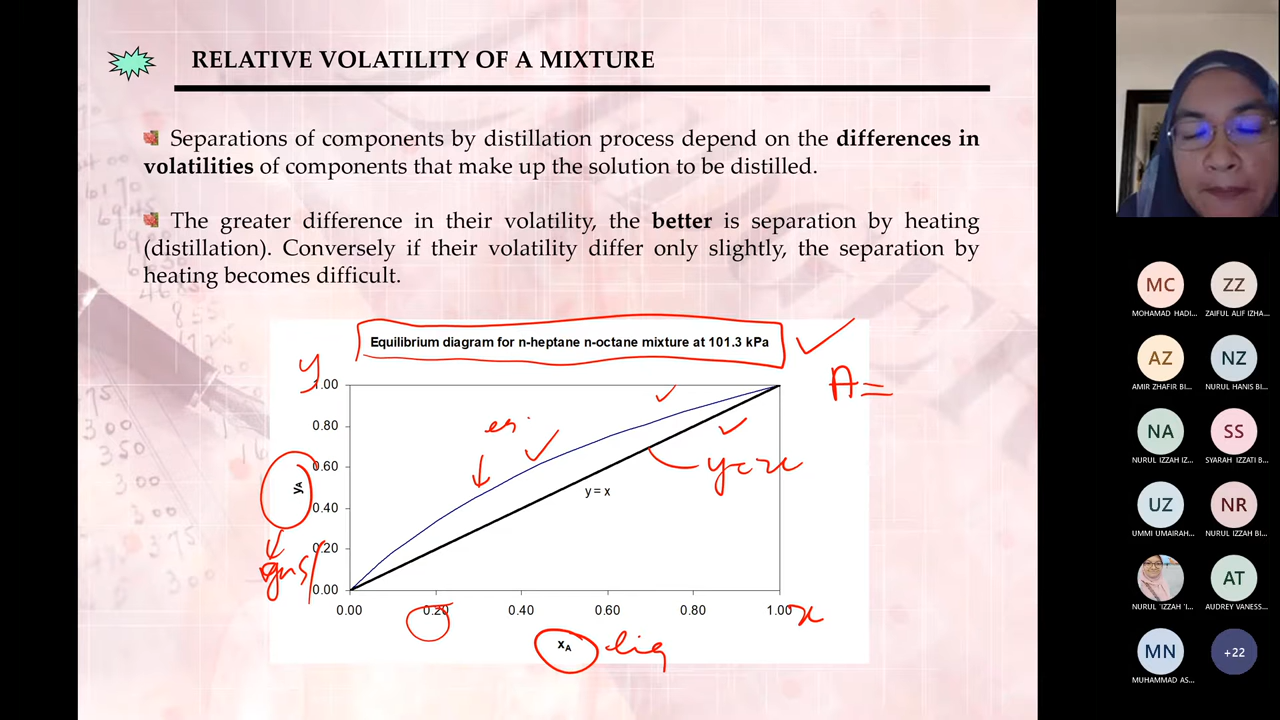 RELATIVE VOLATILITY OF A MIXTURE
Separations of components by distillation process depend on the differences in
volatilities of components that make up the solution to be distilled.
The greater difference in their volatility, the better is separation by heating
(distillation). Conversely if their volatility differ only slightly, the separation by
heating becomes difficult.
Equilibrium diagram for n-heptane n-octane mixture at 101.3 kPa
y
A=
1.00
0.80
0.60
0.40
0.20
0.00
yA
y=x
y = x
0.00 0.20 0.40 0.60 0.80 1.00
x
xA
liq
MC
MOHAMAD HADI...
ZZ
ZAIFUL ALIF IZHA...
AZ
AMIR ZHAFIR BI...
NZ
NURUL HANIS BI...
NA
NURUL IZZAH IZ...
SS
SYARAH IZZATI B...
UZ
UMMI UMAIRAH...
NR
NURUL IZZAH BI...
NURUL 'IZZAH 'I...
AT
AUDREY VANESS...
MN
MUHAMMAD AS...
+22